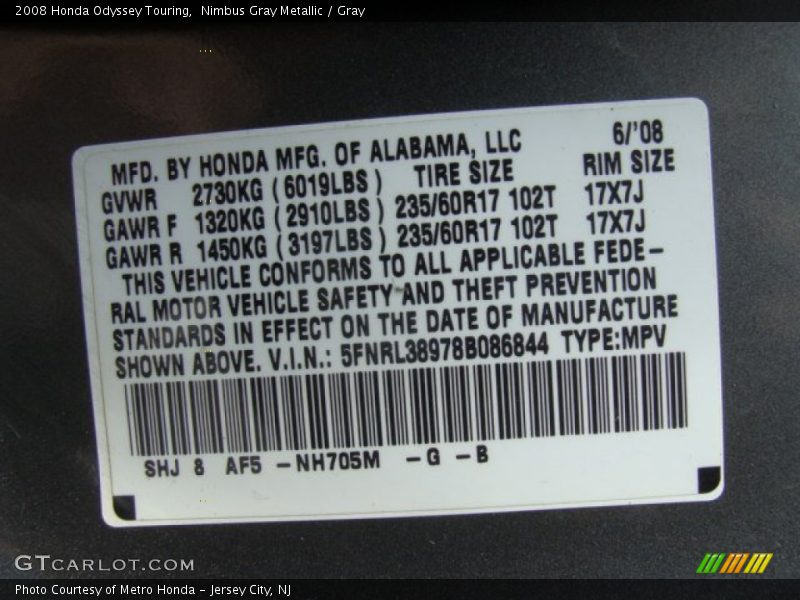 2008 Honda Odyssey Touring, Nimbus Gray Metallic / Gray
MFD. BY HONDA MFG. OF ALABAMA, LLC 6/'08
GVWR 2730KG (6019LBS) TIRE SIZE RIM SIZE
GAWR F 1320KG (2910LBS) 235/60R17 102T 17X7J
GAWR R 1450KG (3197LBS) 235/60R17 102T 17X7J
THIS VEHICLE CONFORMS TO ALL APPLICABLE FEDE-
RAL MOTOR VEHICLE SAFETY AND THEFT PREVENTION
STANDARDS IN EFFECT ON THE DATE OF MANUFACTURE
SHOWN ABOVE. V.I.N.: 5FNRL38978B086844 TYPE:MPV
SHJ 8 AF5 -NH705M -G -B
GTCARLOT.COM
Photo Courtesy of Metro Honda - Jersey City, NJ